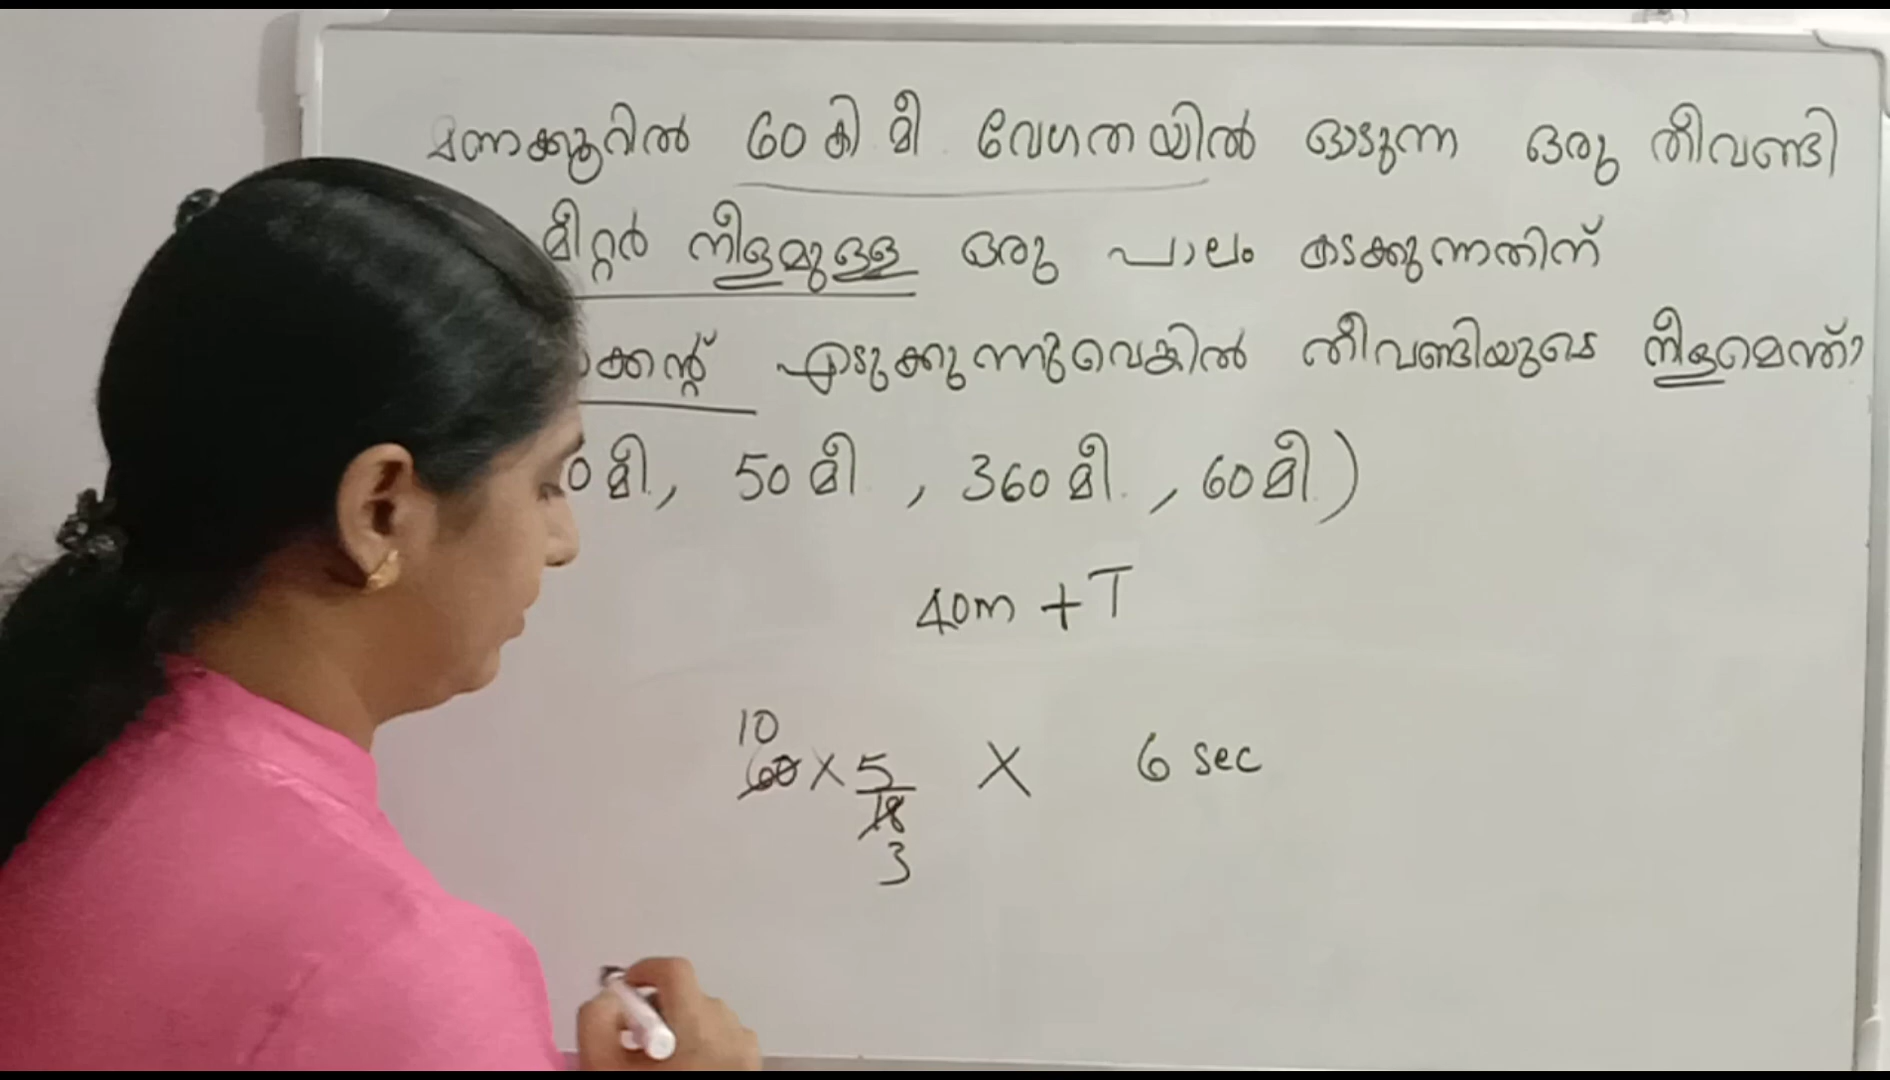 മണിക്കൂറിൽ 60 കി.മീ. വേഗതയിൽ ഓടുന്ന ഒരു തീവണ്ടി
മീറ്റർ നീളമുള്ള ഒരു പാലം കടക്കുന്നതിന്
ക്കന്റ് എടുക്കുന്നുവെങ്കിൽ തീവണ്ടിയുടെ നീളമെന്ത്?
0 മീ., 50 മീ., 360 മീ., 60 മീ.)
40m + T
10
60 × 5 × 6 sec
18
3